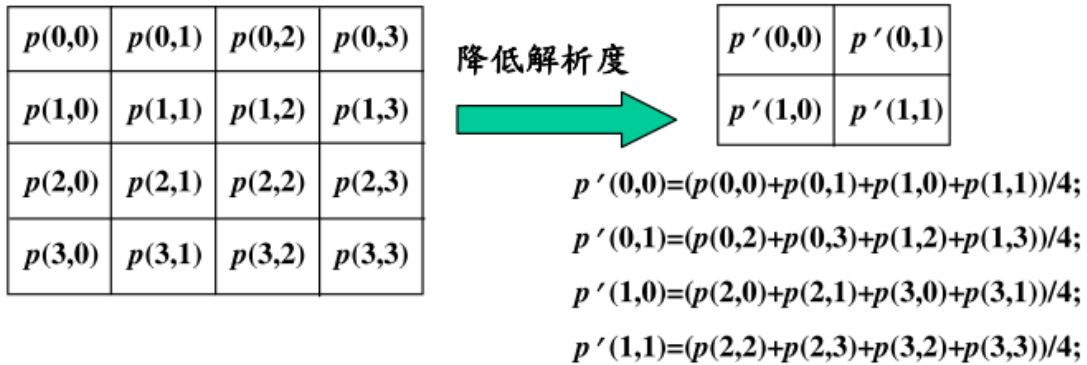 p(0,0) p(0,1) p(0,2) p(0,3)
p(1,0) p(1,1) p(1,2) p(1,3)
p(2,0) p(2,1) p(2,2) p(2,3)
p(3,0) p(3,1) p(3,2) p(3,3)
降低解析度
p′(0,0) p′(0,1)
p′(1,0) p′(1,1)
p′(0,0)=(p(0,0)+p(0,1)+p(1,0)+p(1,1))/4;
p′(0,1)=(p(0,2)+p(0,3)+p(1,2)+p(1,3))/4;
p′(1,0)=(p(2,0)+p(2,1)+p(3,0)+p(3,1))/4;
p′(1,1)=(p(2,2)+p(2,3)+p(3,2)+p(3,3))/4;